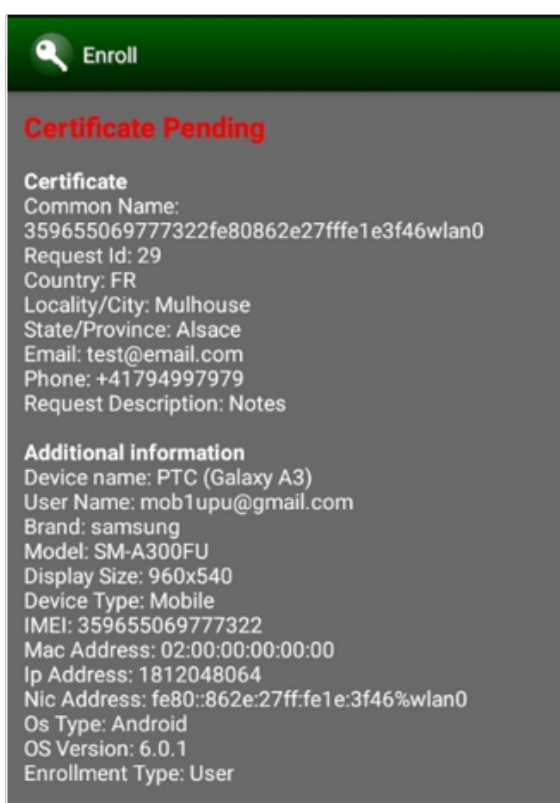 Enroll
Certificate Pending
Certificate
Common Name:
359655069777322fe80862e27fffe1e3f46wlan0
Request Id: 29
Country: FR
Locality/City: Mulhouse
State/Province: Alsace
Email: test@email.com
Phone: +41794997979
Request Description: Notes
Additional information
Device name: PTC (Galaxy A3)
User Name: mob1upu@gmail.com
Brand: samsung
Model: SM-A300FU
Display Size: 960x540
Device Type: Mobile
IMEI: 359655069777322
Mac Address: 02:00:00:00:00:00
Ip Address: 1812048064
Nic Address: fe80::862e:27ff:fe1e:3f46%wlan0
Os Type: Android
OS Version: 6.0.1
Enrollment Type: User